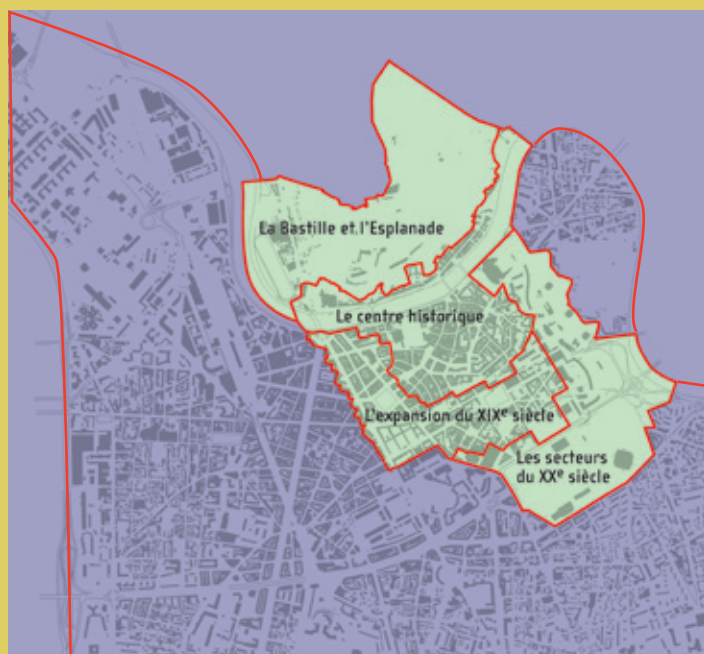 La Bastille et l'Esplanade
Le centre historique
L'expansion du XIXe siècle
Les secteurs
du XXe siècle